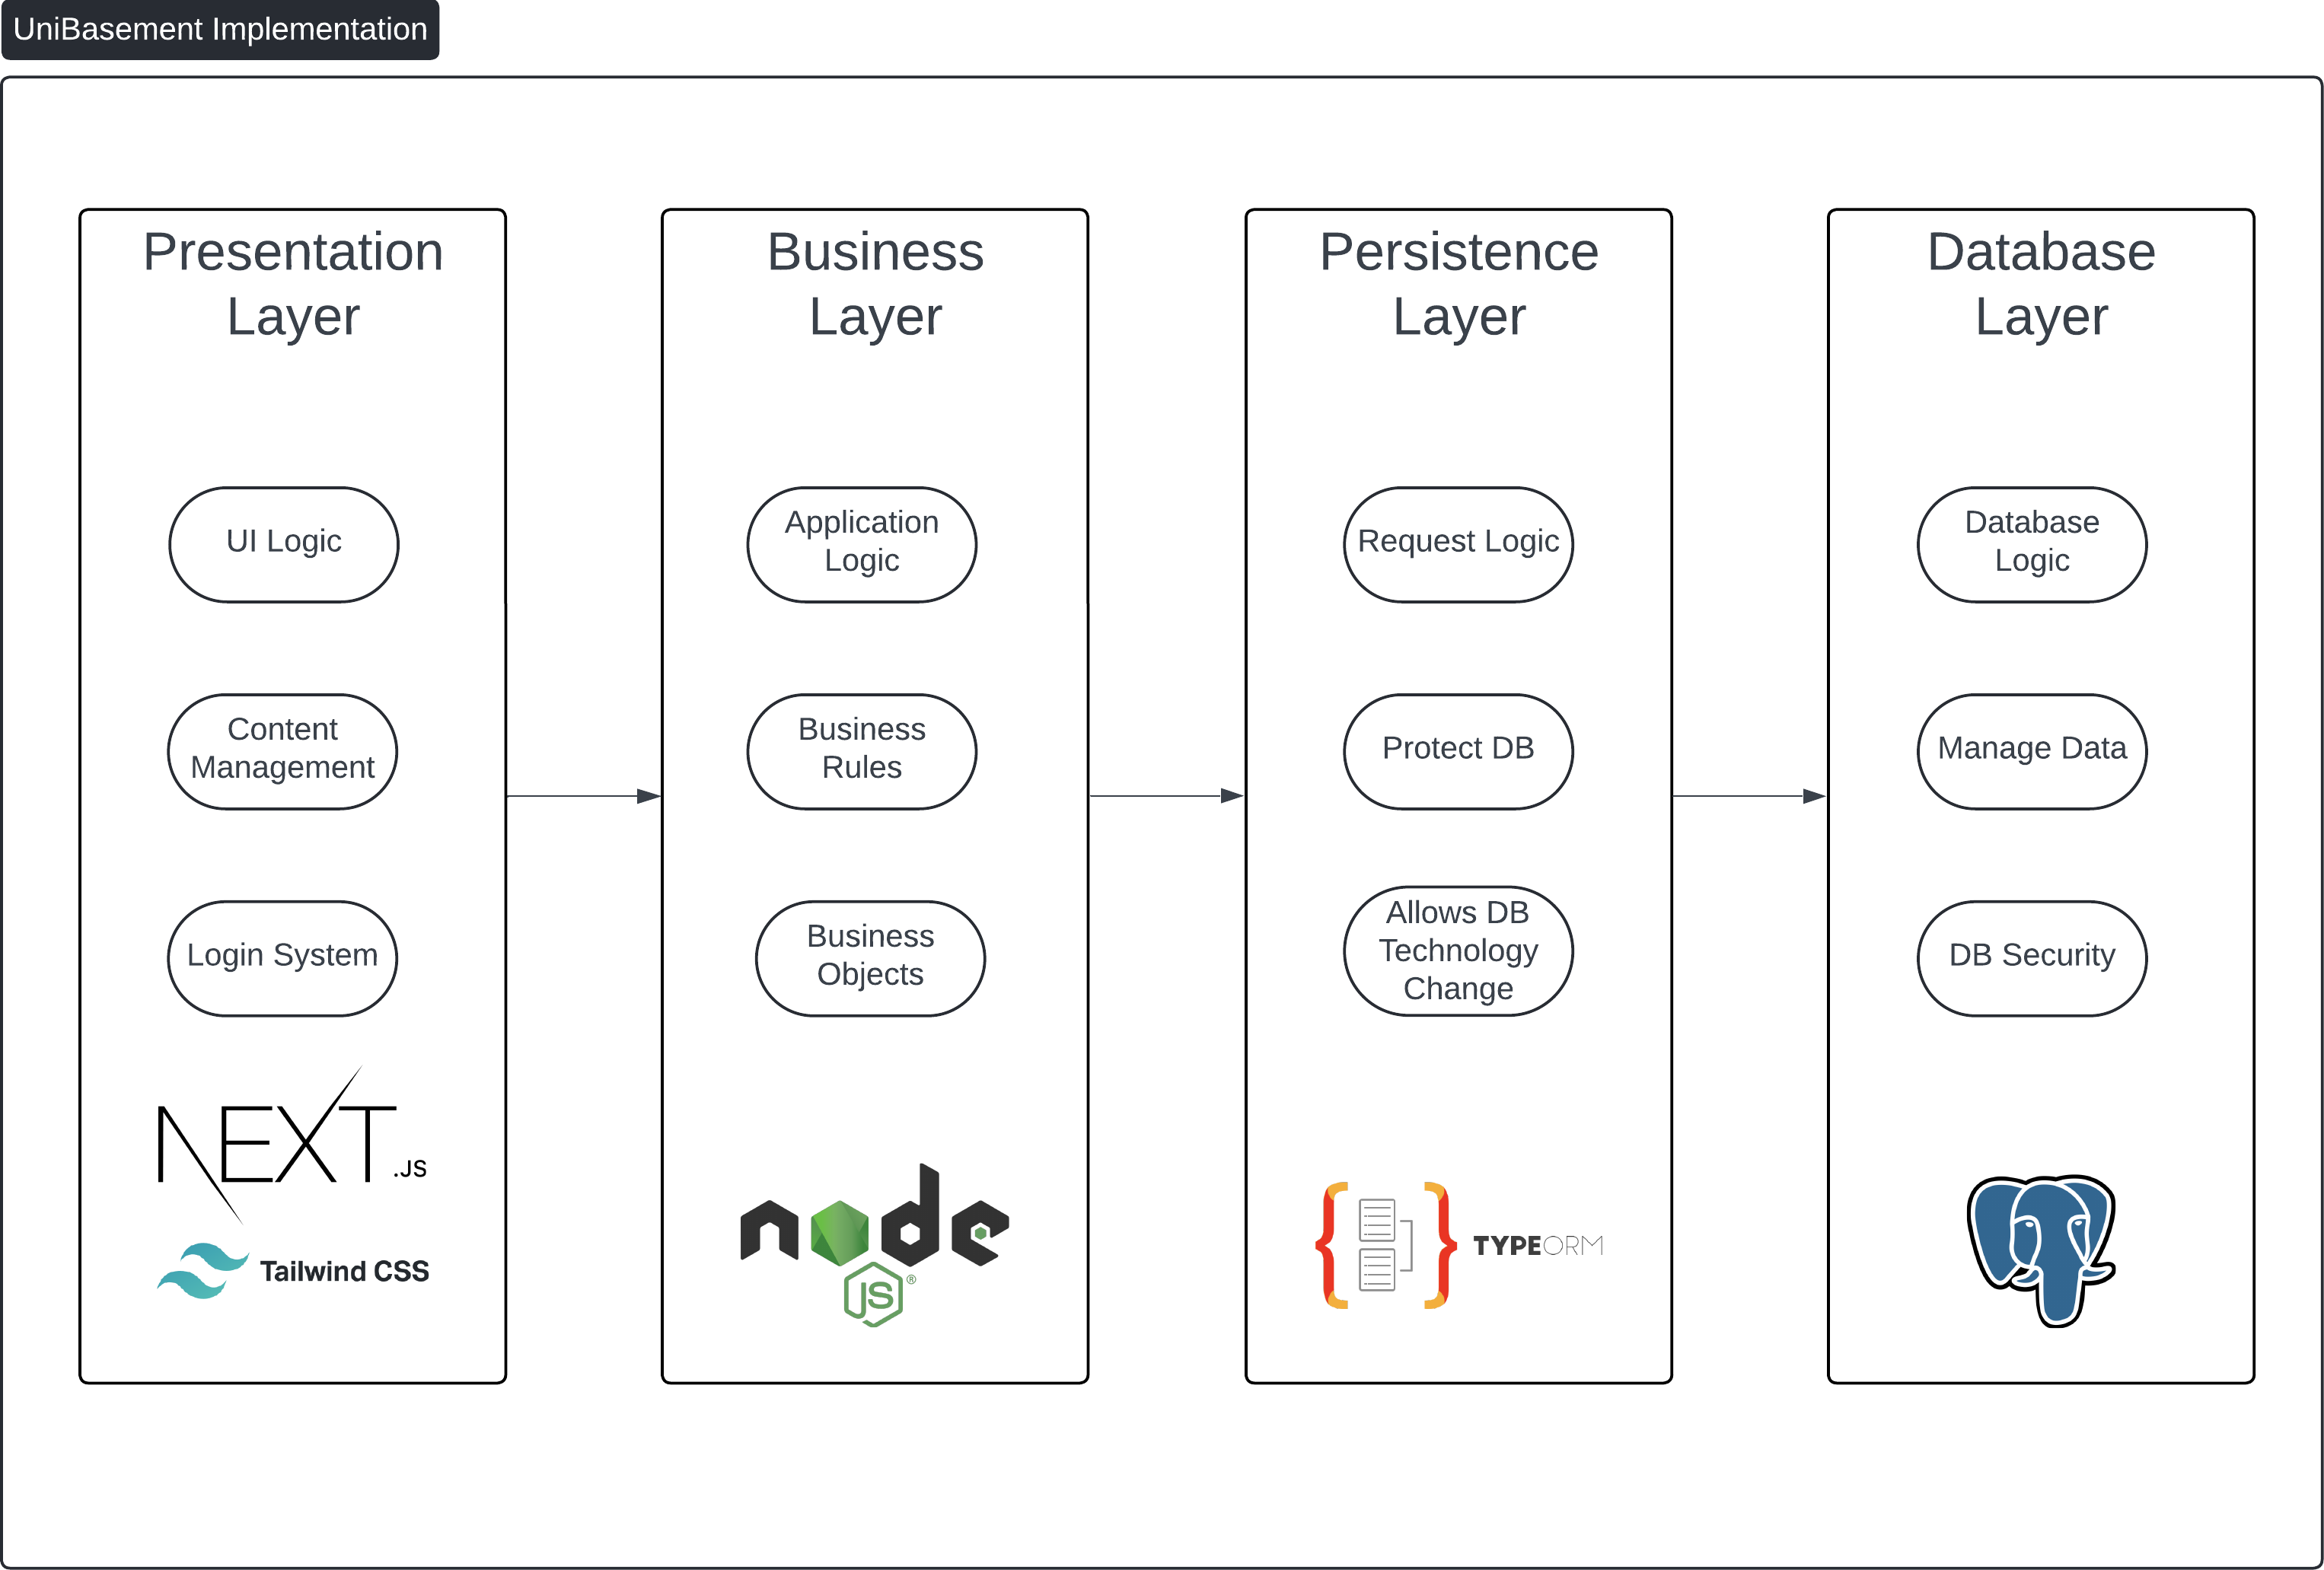 UniBasement Implementation
Presentation
Layer
UI Logic
Content
Management
Login System
NEXT
.JS
Tailwind CSS
Business
Layer
Application
Logic
Business
Rules
Business
Objects
node
JS®
Persistence
Layer
Request Logic
Protect DB
Allows DB
Technology
Change
TYPEORM
Database
Layer
Database
Logic
Manage Data
DB Security